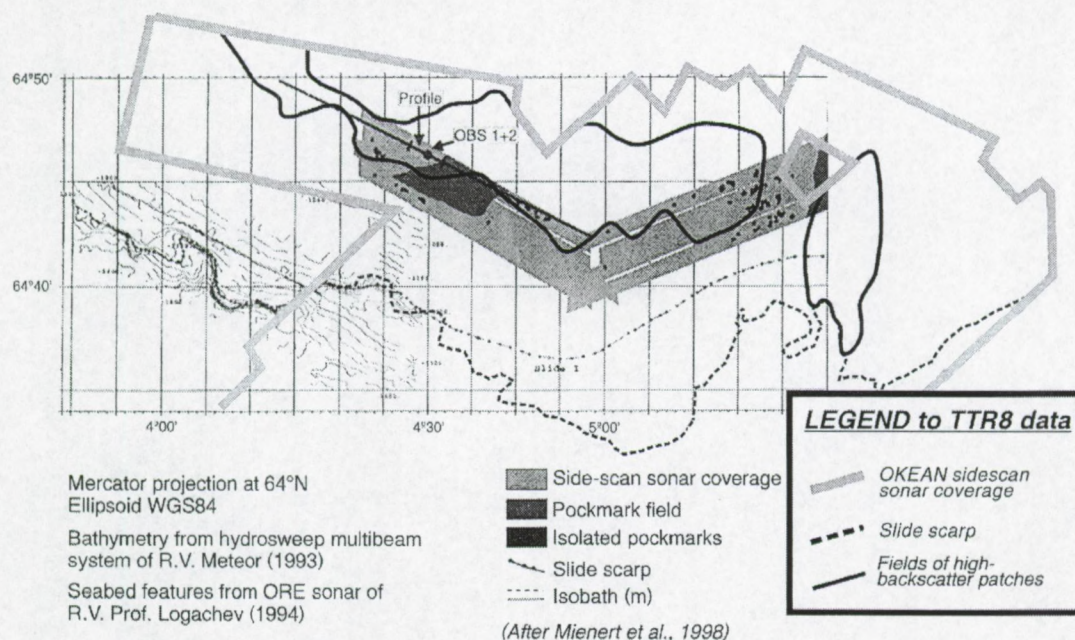 64°50'
Profile
OBS 1+2
64°40'
Slide I
4°00'
4°30'
5°00'
LEGEND to TTR8 data
OKEAN sidescan
sonar coverage
Slide scarp
Fields of high-
backscatter patches
Mercator projection at 64°N
Ellipsoid WGS84
Bathymetry from hydrosweep multibeam
system of R.V. Meteor (1993)
Seabed features from ORE sonar of
R.V. Prof. Logachev (1994)
Side-scan sonar coverage
Pockmark field
Isolated pockmarks
Slide scarp
Isobath (m)
(After Mienert et al., 1998)